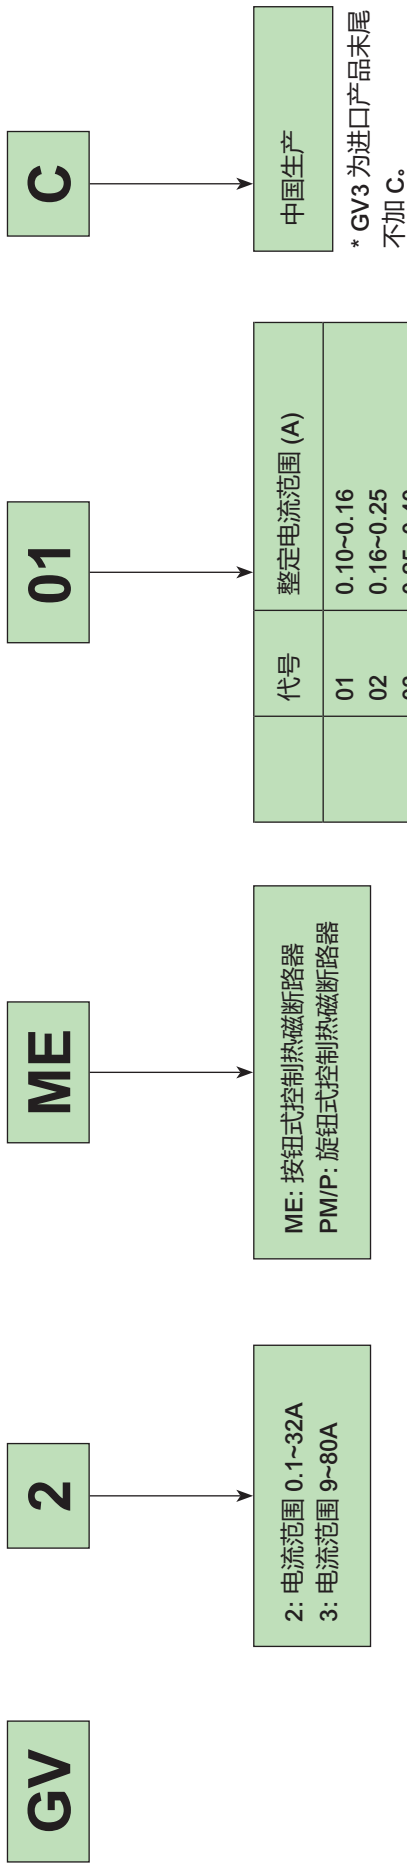 GV
2
ME
01
C
2: 电流范围 0.1~32A
3: 电流范围 9~80A
ME: 按钮式控制热磁断路器
PM/P: 旋钮式控制热磁断路器
代号 整定电流范围 (A)
01 0.10~0.16
02 0.16~0.25
中国生产
* GV3 为进口产品末尾
不加 C。